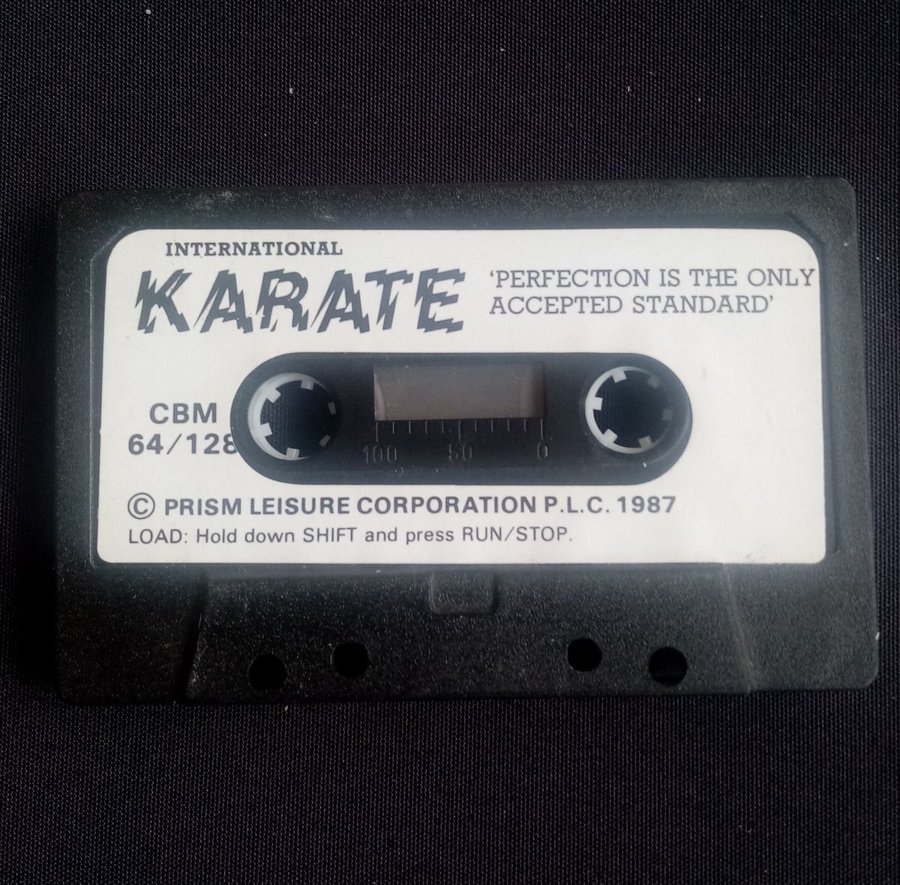 INTERNATIONAL
KARATE
'PERFECTION IS THE ONLY
ACCEPTED STANDARD'
CBM
64/128
100 50 0
© PRISM LEISURE CORPORATION P.L.C. 1987
LOAD: Hold down SHIFT and press RUN/STOP.